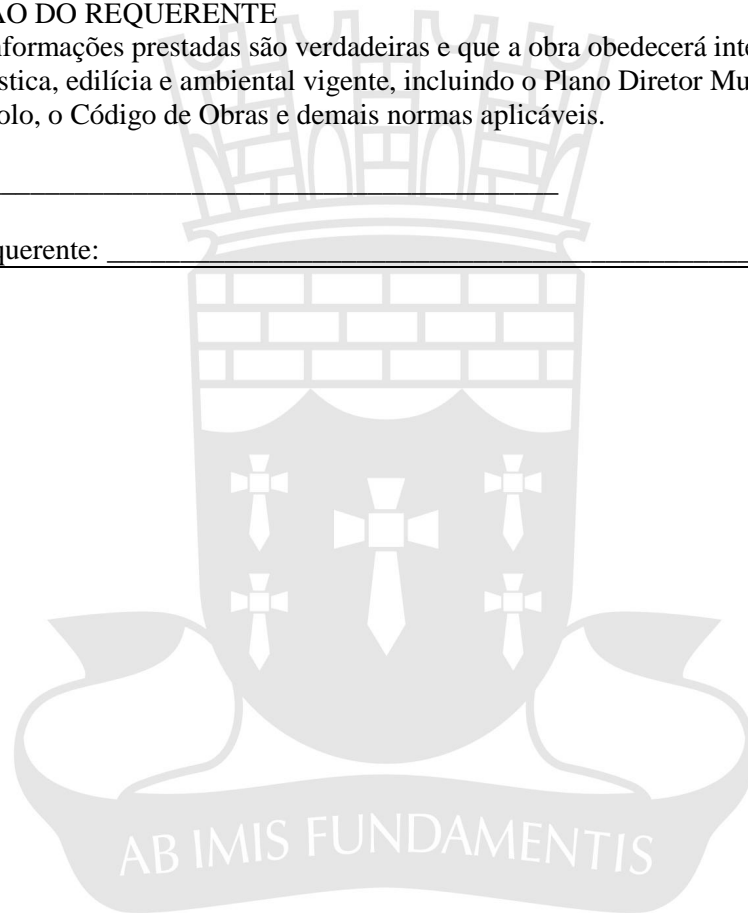 ÃO DO REQUERENTE
nformações prestadas são verdadeiras e que a obra obedecerá inte
stica, edilícia e ambiental vigente, incluindo o Plano Diretor Mu
olo, o Código de Obras e demais normas aplicáveis.
querente:
AB IMIS FUNDAMENTIS